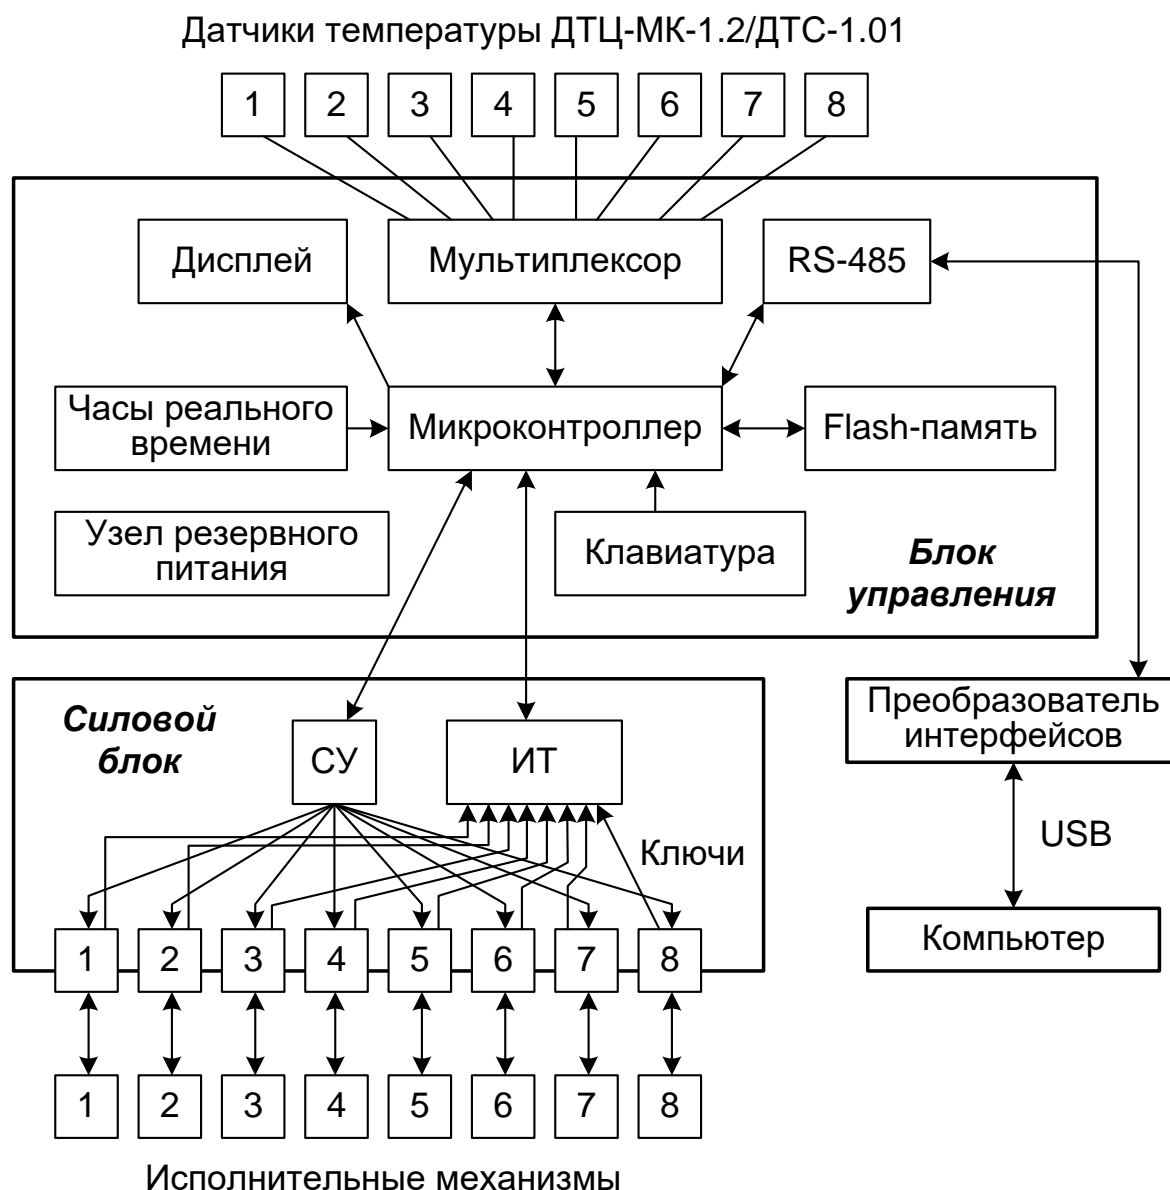 Датчики температуры ДТЦ-МК-1.2/ДТС-1.01
1 2 3 4 5 6 7 8
Дисплей
Мультиплексор
RS-485
Часы реального
времени
Микроконтроллер
Flash-память
Узел резервного
питания
Клавиатура
Блок
управления
Силовой
блок
СУ
ИТ
Преобразователь
интерфейсов
Ключи
USB
1 2 3 4 5 6 7 8
Компьютер
1 2 3 4 5 6 7 8
Исполнительные механизмы